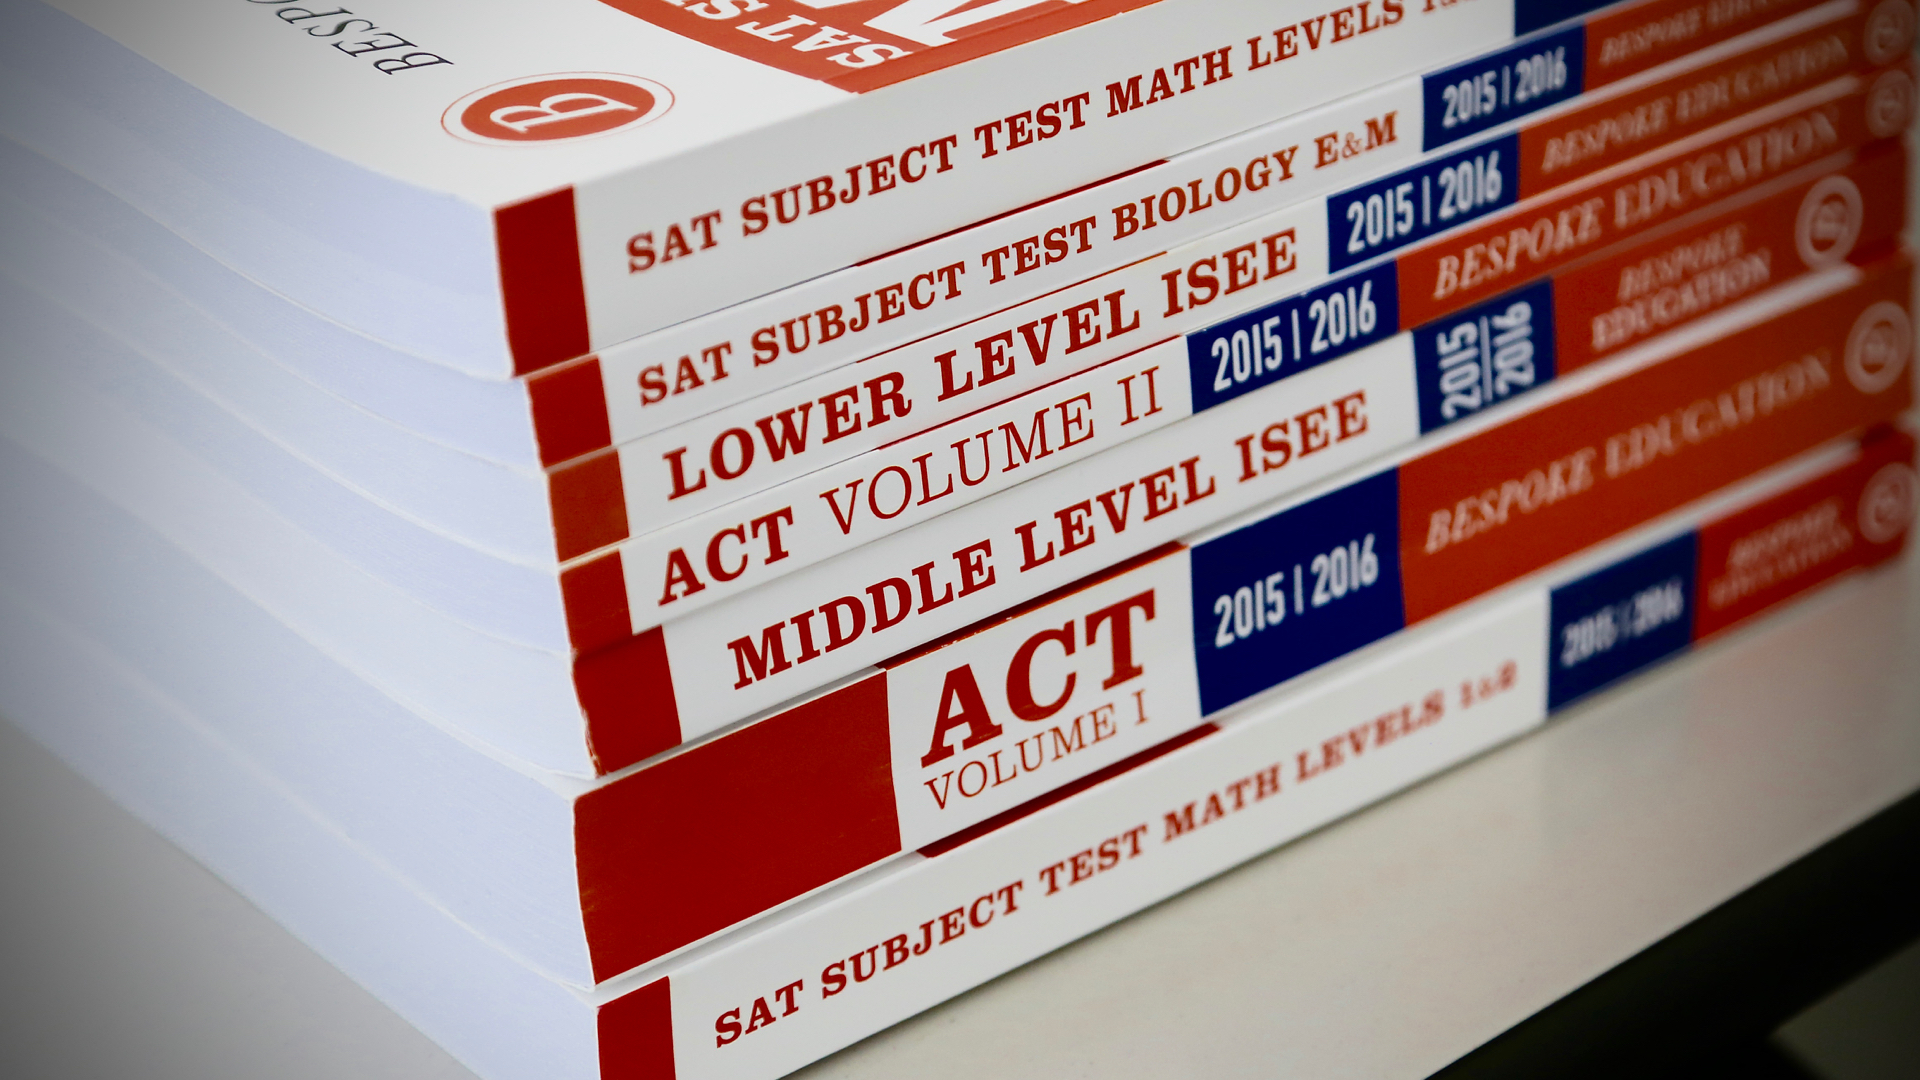 BESPO
B
SAT
SAT SUBJECT TEST MATH LEVELS
SAT SUBJECT TEST BIOLOGY E&M
2015 | 2016
BESPOKE
LOWER LEVEL ISEE
2015 | 2016
BESPOKE EDUCATION
ACT VOLUME II
2015 | 2016
BESPOKE EDUCATION
MIDDLE LEVEL ISEE
2015
2016
BESPOKE
EDUCATION
ACT
VOLUME I
2015 | 2016
BESPOKE EDUCATION
SAT SUBJECT TEST MATH LEVELS 1&2
2015 | 2016
BESPOKE
EDUCATION